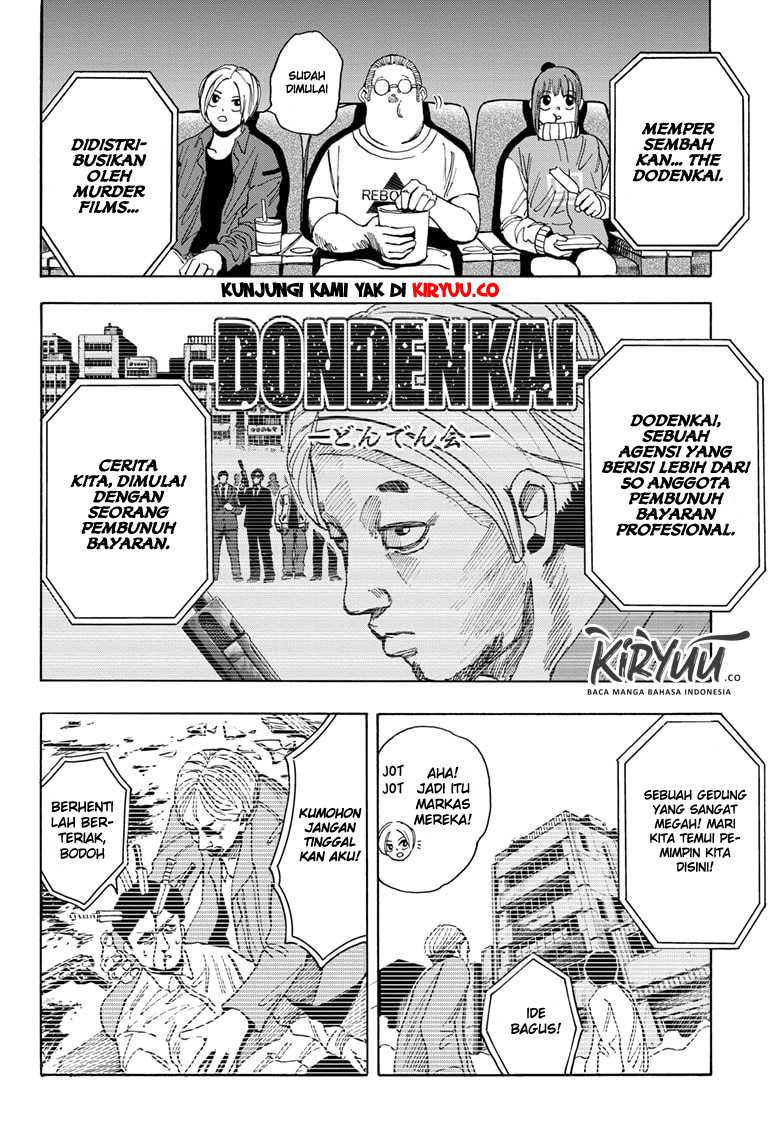 SUDAH
DIMULAI
MEMPER
SEMBAH
KAN... THE
DODENKAI.
REBO
DIDISTRI-
BUSIKAN
OLEH
MURDER
FILMS...
KUNJUNGI KAMI YAK DI KIRYUU.CO
-DONDENKAI-
ーどんでん会ー
DODENKAI,
SEBUAH
AGENSI YANG
BERISI LEBIH DARI
50 ANGGOTA
PEMBUNUH
BAYARAN
PROFESIONAL.
CERITA
KITA, DIMULAI
DENGAN
SEORANG
PEMBUNUH
BAYARAN.
KiRYUU.CO
BACA MANGA BAHASA INDONESIA
SEBUAH GEDUNG
YANG SANGAT
MEGAH! MARI
KITA TEMUI PE-
MIMPIN KITA
DISINI!
AHA!
JADI ITU
MARKAS
MEREKA!
JOT
JOT
IDE
BAGUS!
KUMOHON
JANGAN
TINGGAL
KAN AKU!
BERHENTI
LAH BER-
TERIAK,
BODOH